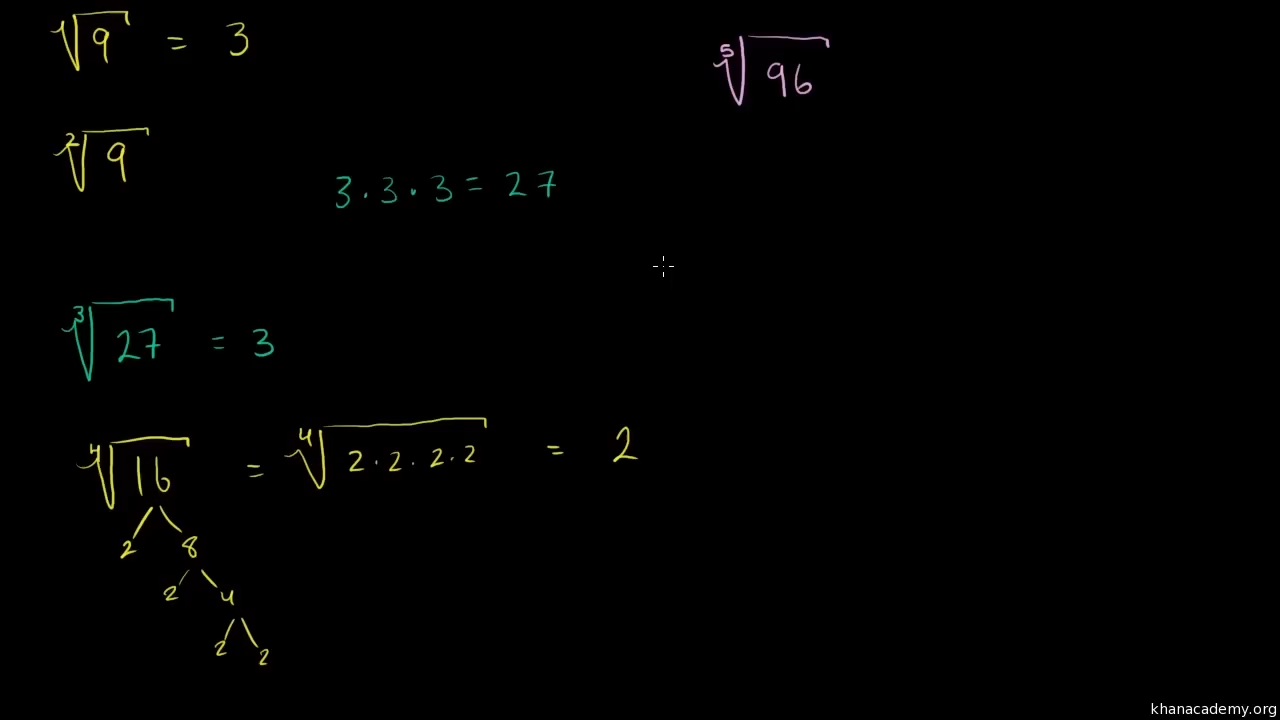 √9 = 3
⁵√96
²√9
3·3·3 = 27
³√27 = 3
⁴√16 = ⁴√2·2·2·2 = 2
2 8
2 4
2 2
khanacademy.org